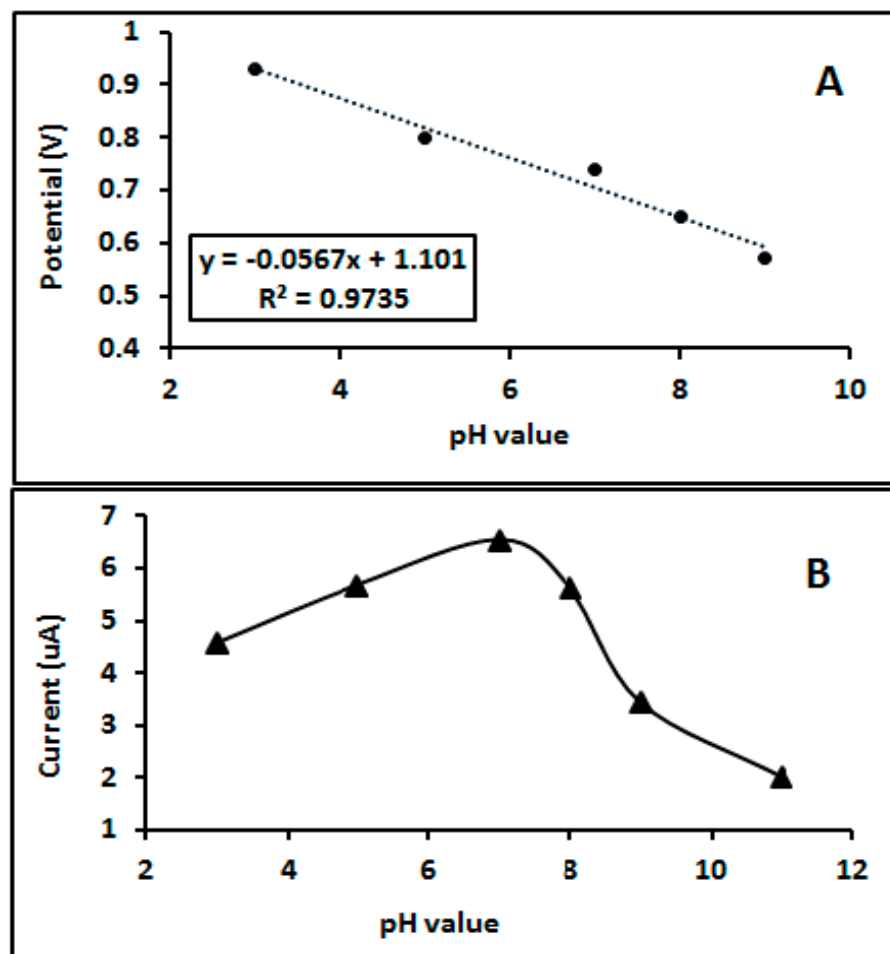 A
1
0.9
0.8
0.7
0.6
0.5
0.4
Potential (V)
y = -0.0567x + 1.101
R² = 0.9735
2 4 6 8 10
pH value
B
7
6
5
4
3
2
1
Current (uA)
2 4 6 8 10 12
pH value